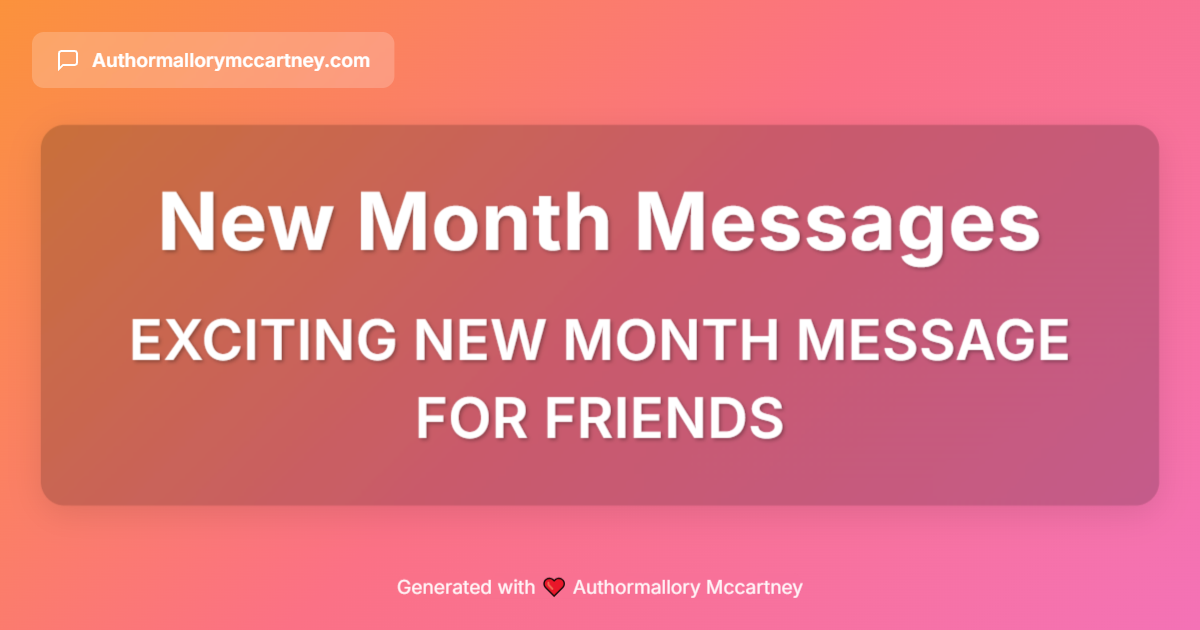 Authormallorymccartney.com
New Month Messages
EXCITING NEW MONTH MESSAGE
FOR FRIENDS
Generated with ❤️ Authormallory Mccartney